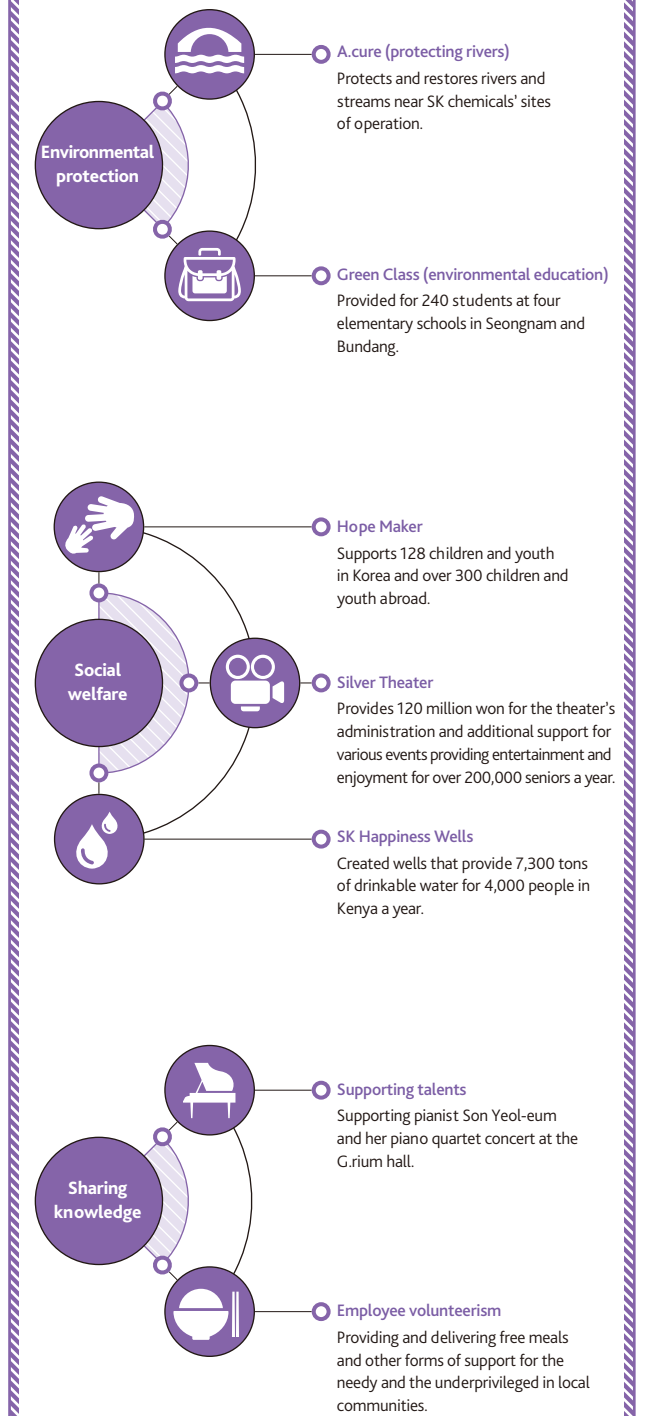 A.cure (protecting rivers)
Protects and restores rivers and
streams near SK chemicals' sites
of operation.
Environmental
protection
Green Class (environmental education)
Provided for 240 students at four
elementary schools in Seongnam and
Bundang.
Hope Maker
Supports 128 children and youth
in Korea and over 300 children and
youth abroad.
Social
welfare
Silver Theater
Provides 120 million won for the theater's
administration and additional support for
various events providing entertainment and
enjoyment for over 200,000 seniors a year.
SK Happiness Wells
Created wells that provide 7,300 tons
of drinkable water for 4,000 people in
Kenya a year.
Supporting talents
Supporting pianist Son Yeol-eum
and her piano quartet concert at the
G.rium hall.
Sharing
knowledge
Employee volunteerism
Providing and delivering free meals
and other forms of support for the
needy and the underprivileged in local
communities.